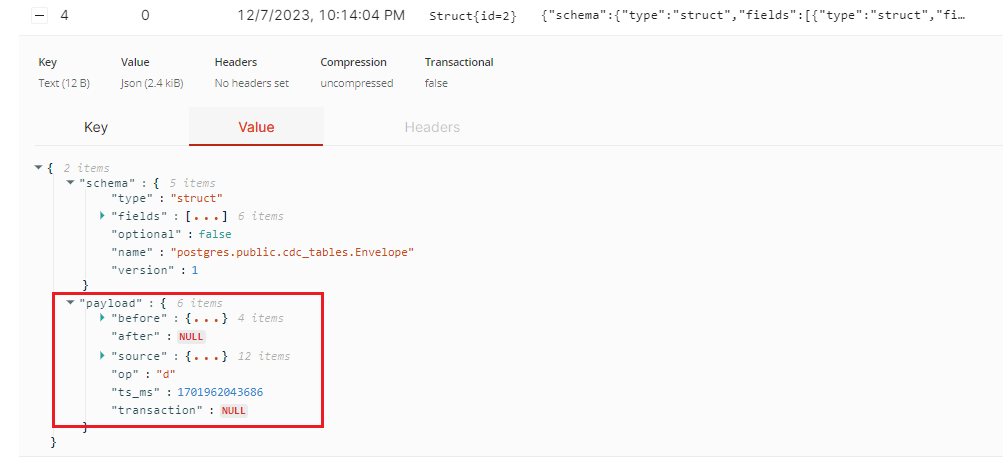 4 0 12/7/2023, 10:14:04 PM Struct{id=2} {"schema":{"type":"struct","fields":[{"type":"struct","fi…
Key Value Headers Compression Transactional
Text (12 B) Json (2.4 kiB) No headers set uncompressed false
Key Value Headers
{ 2 items
"schema" : { 5 items
"type" : "struct"
"fields" : [...] 6 items
"optional" : false
"name" : "postgres.public.cdc_tables.Envelope"
"version" : 1
}
"payload" : { 6 items
"before" : {...} 4 items
"after" : NULL
"source" : {...} 12 items
"op" : "d"
"ts_ms" : 1701962043686
"transaction" : NULL
}
}